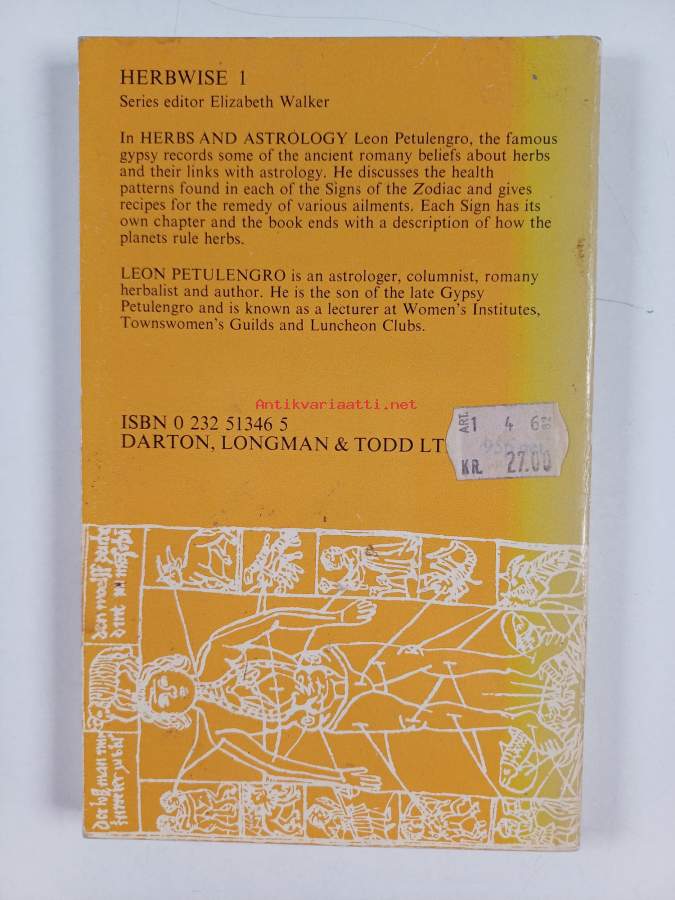 HERBWISE 1
Series editor Elizabeth Walker
In HERBS AND ASTROLOGY Leon Petulengro, the famous
gypsy records some of the ancient romany beliefs about herbs
and their links with astrology. He discusses the health
patterns found in each of the Signs of the Zodiac and gives
recipes for the remedy of various ailments. Each Sign has its
own chapter and the book ends with a description of how the
planets rule herbs.
LEON PETULENGRO is an astrologer, columnist, romany
herbalist and author. He is the son of the late Gypsy
Petulengro and is known as a lecturer at Women's Institutes,
Townswomen's Guilds and Luncheon Clubs.
Antikvariaatti.net
ISBN 0 232 51346 5
DARTON, LONGMAN & TODD LT
ART. 1 4 6
KR. 27.00